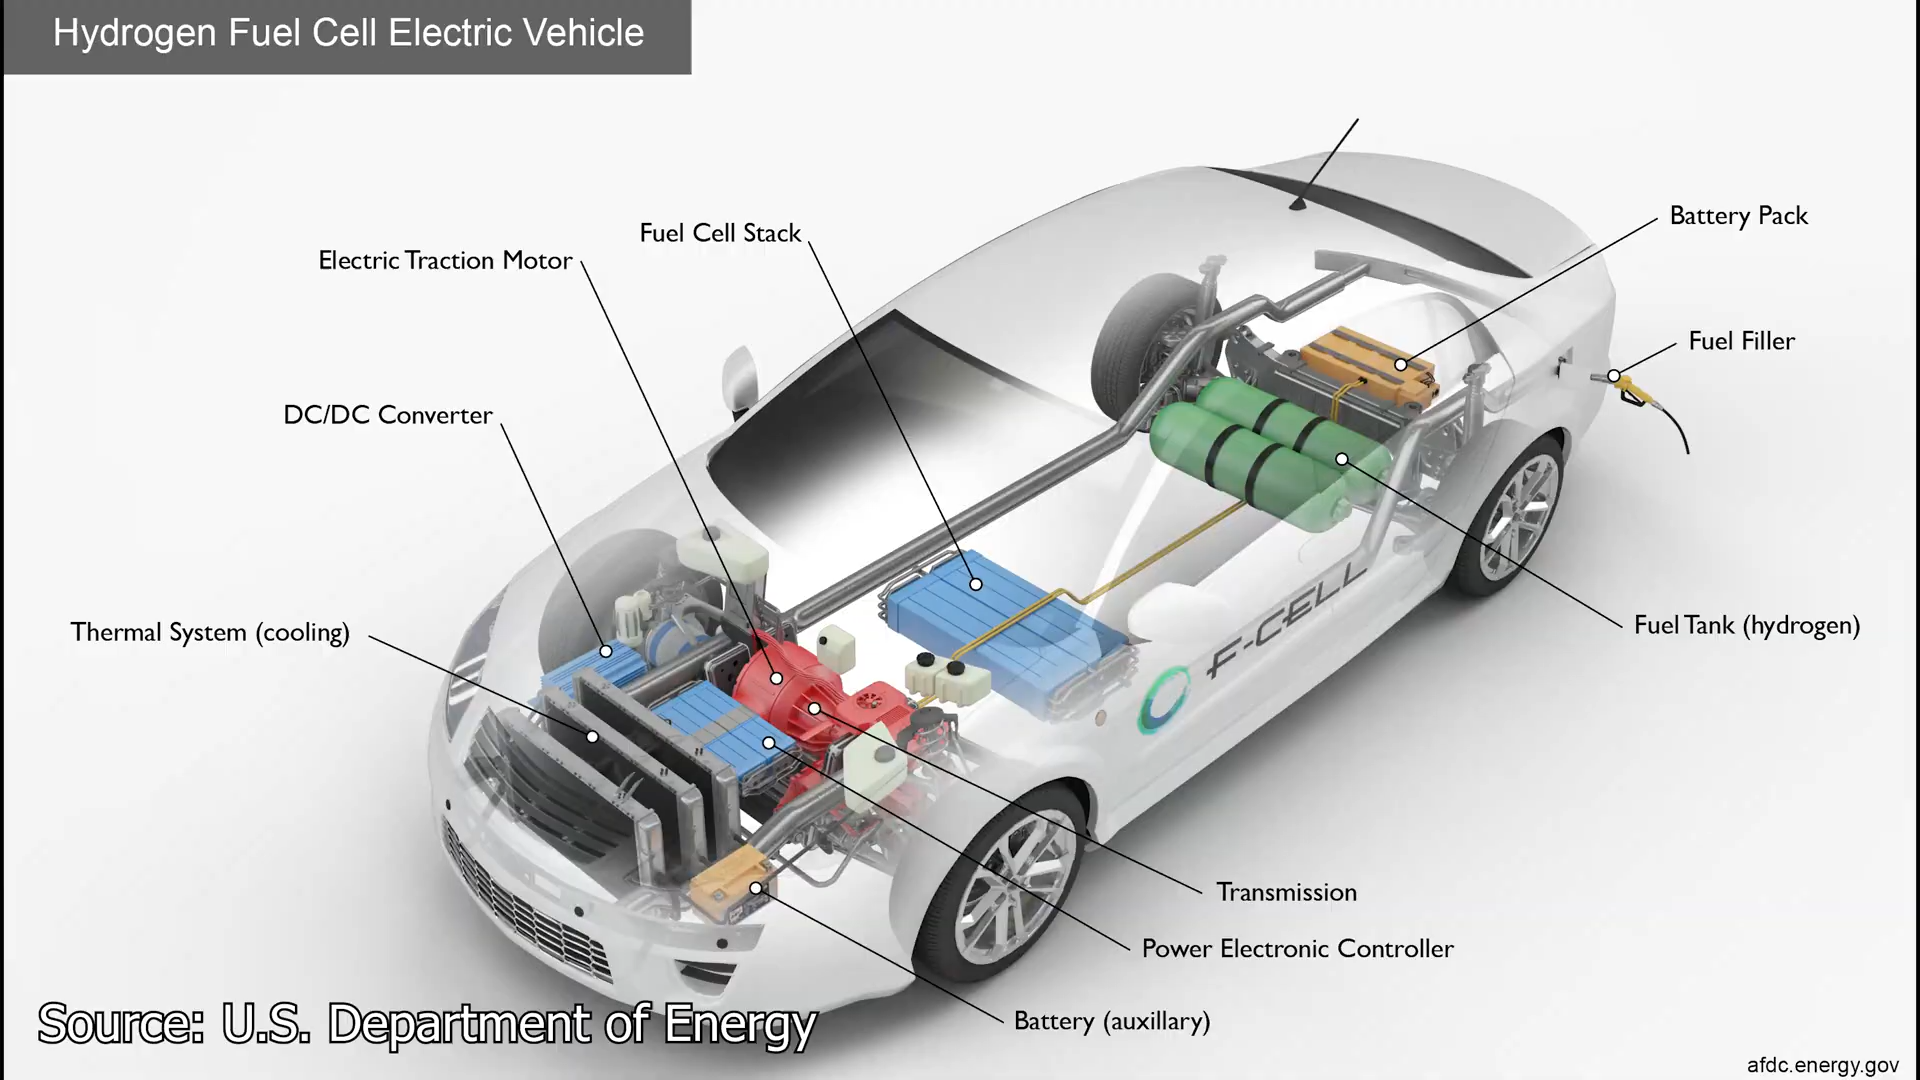 Hydrogen Fuel Cell Electric Vehicle
Battery Pack
Fuel Cell Stack
Electric Traction Motor
Fuel Filler
DC/DC Converter
Thermal System (cooling)
Fuel Tank (hydrogen)
F-CELL
Transmission
Power Electronic Controller
Battery (auxillary)
Source: U.S. Department of Energy
afdc.energy.gov